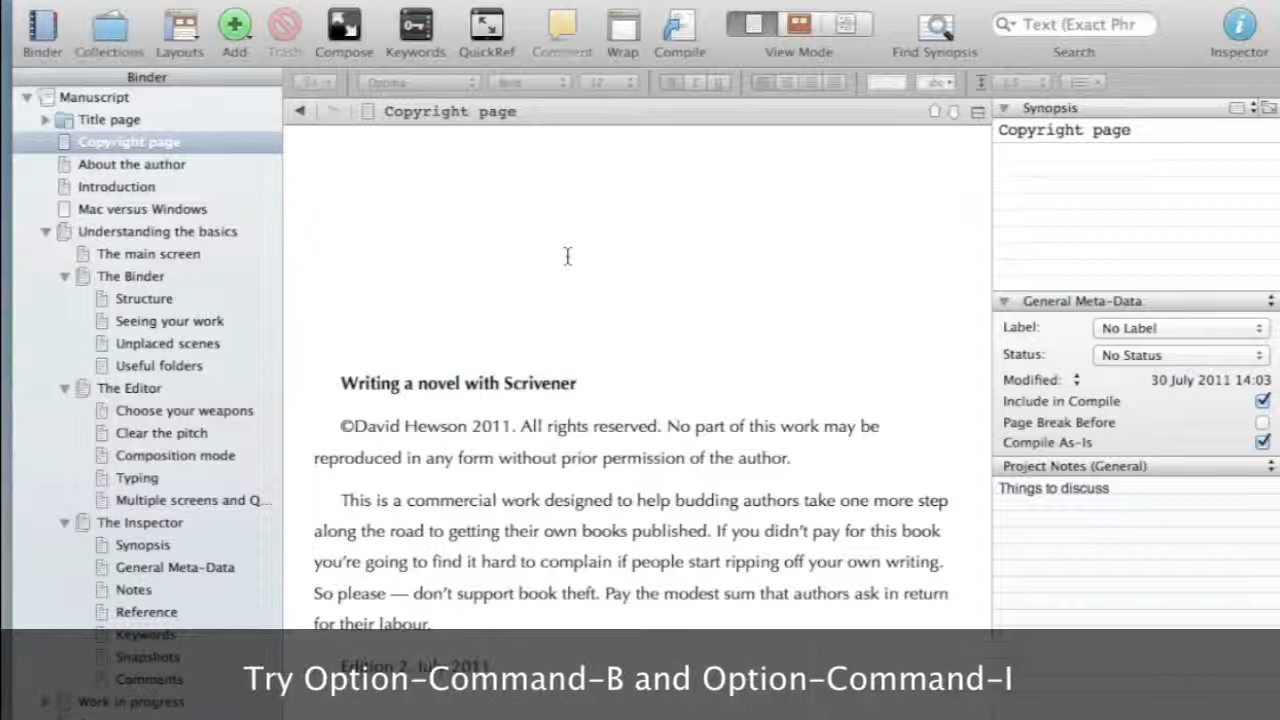 Binder Collections Layouts Add Trash Compose Keywords QuickRef Comment Wrap Compile View Mode Find Synopsis Search Inspector
Text (Exact Phr
Binder
Manuscript
Title page
Copyright page
About the author
Introduction
Mac versus Windows
Understanding the basics
The main screen
The Binder
Structure
Seeing your work
Unplaced scenes
Useful folders
The Editor
Choose your weapons
Clear the pitch
Composition mode
Typing
Multiple screens and Q...
The Inspector
Synopsis
General Meta-Data
Notes
Reference
Keywords
Snapshots
Comments
Work in progress
Copyright page
Writing a novel with Scrivener
©David Hewson 2011. All rights reserved. No part of this work may be
reproduced in any form without prior permission of the author.
This is a commercial work designed to help budding authors take one more step
along the road to getting their own books published. If you didn't pay for this book
you're going to find it hard to complain if people start ripping off your own writing.
So please — don't support book theft. Pay the modest sum that authors ask in return
for their labour.
Edition 2, July 2011
Synopsis
Copyright page
General Meta-Data
Label: No Label
Status: No Status
Modified: 30 July 2011 14:03
Include in Compile
Page Break Before
Compile As-Is
Project Notes (General)
Things to discuss
Try Option-Command-B and Option-Command-I